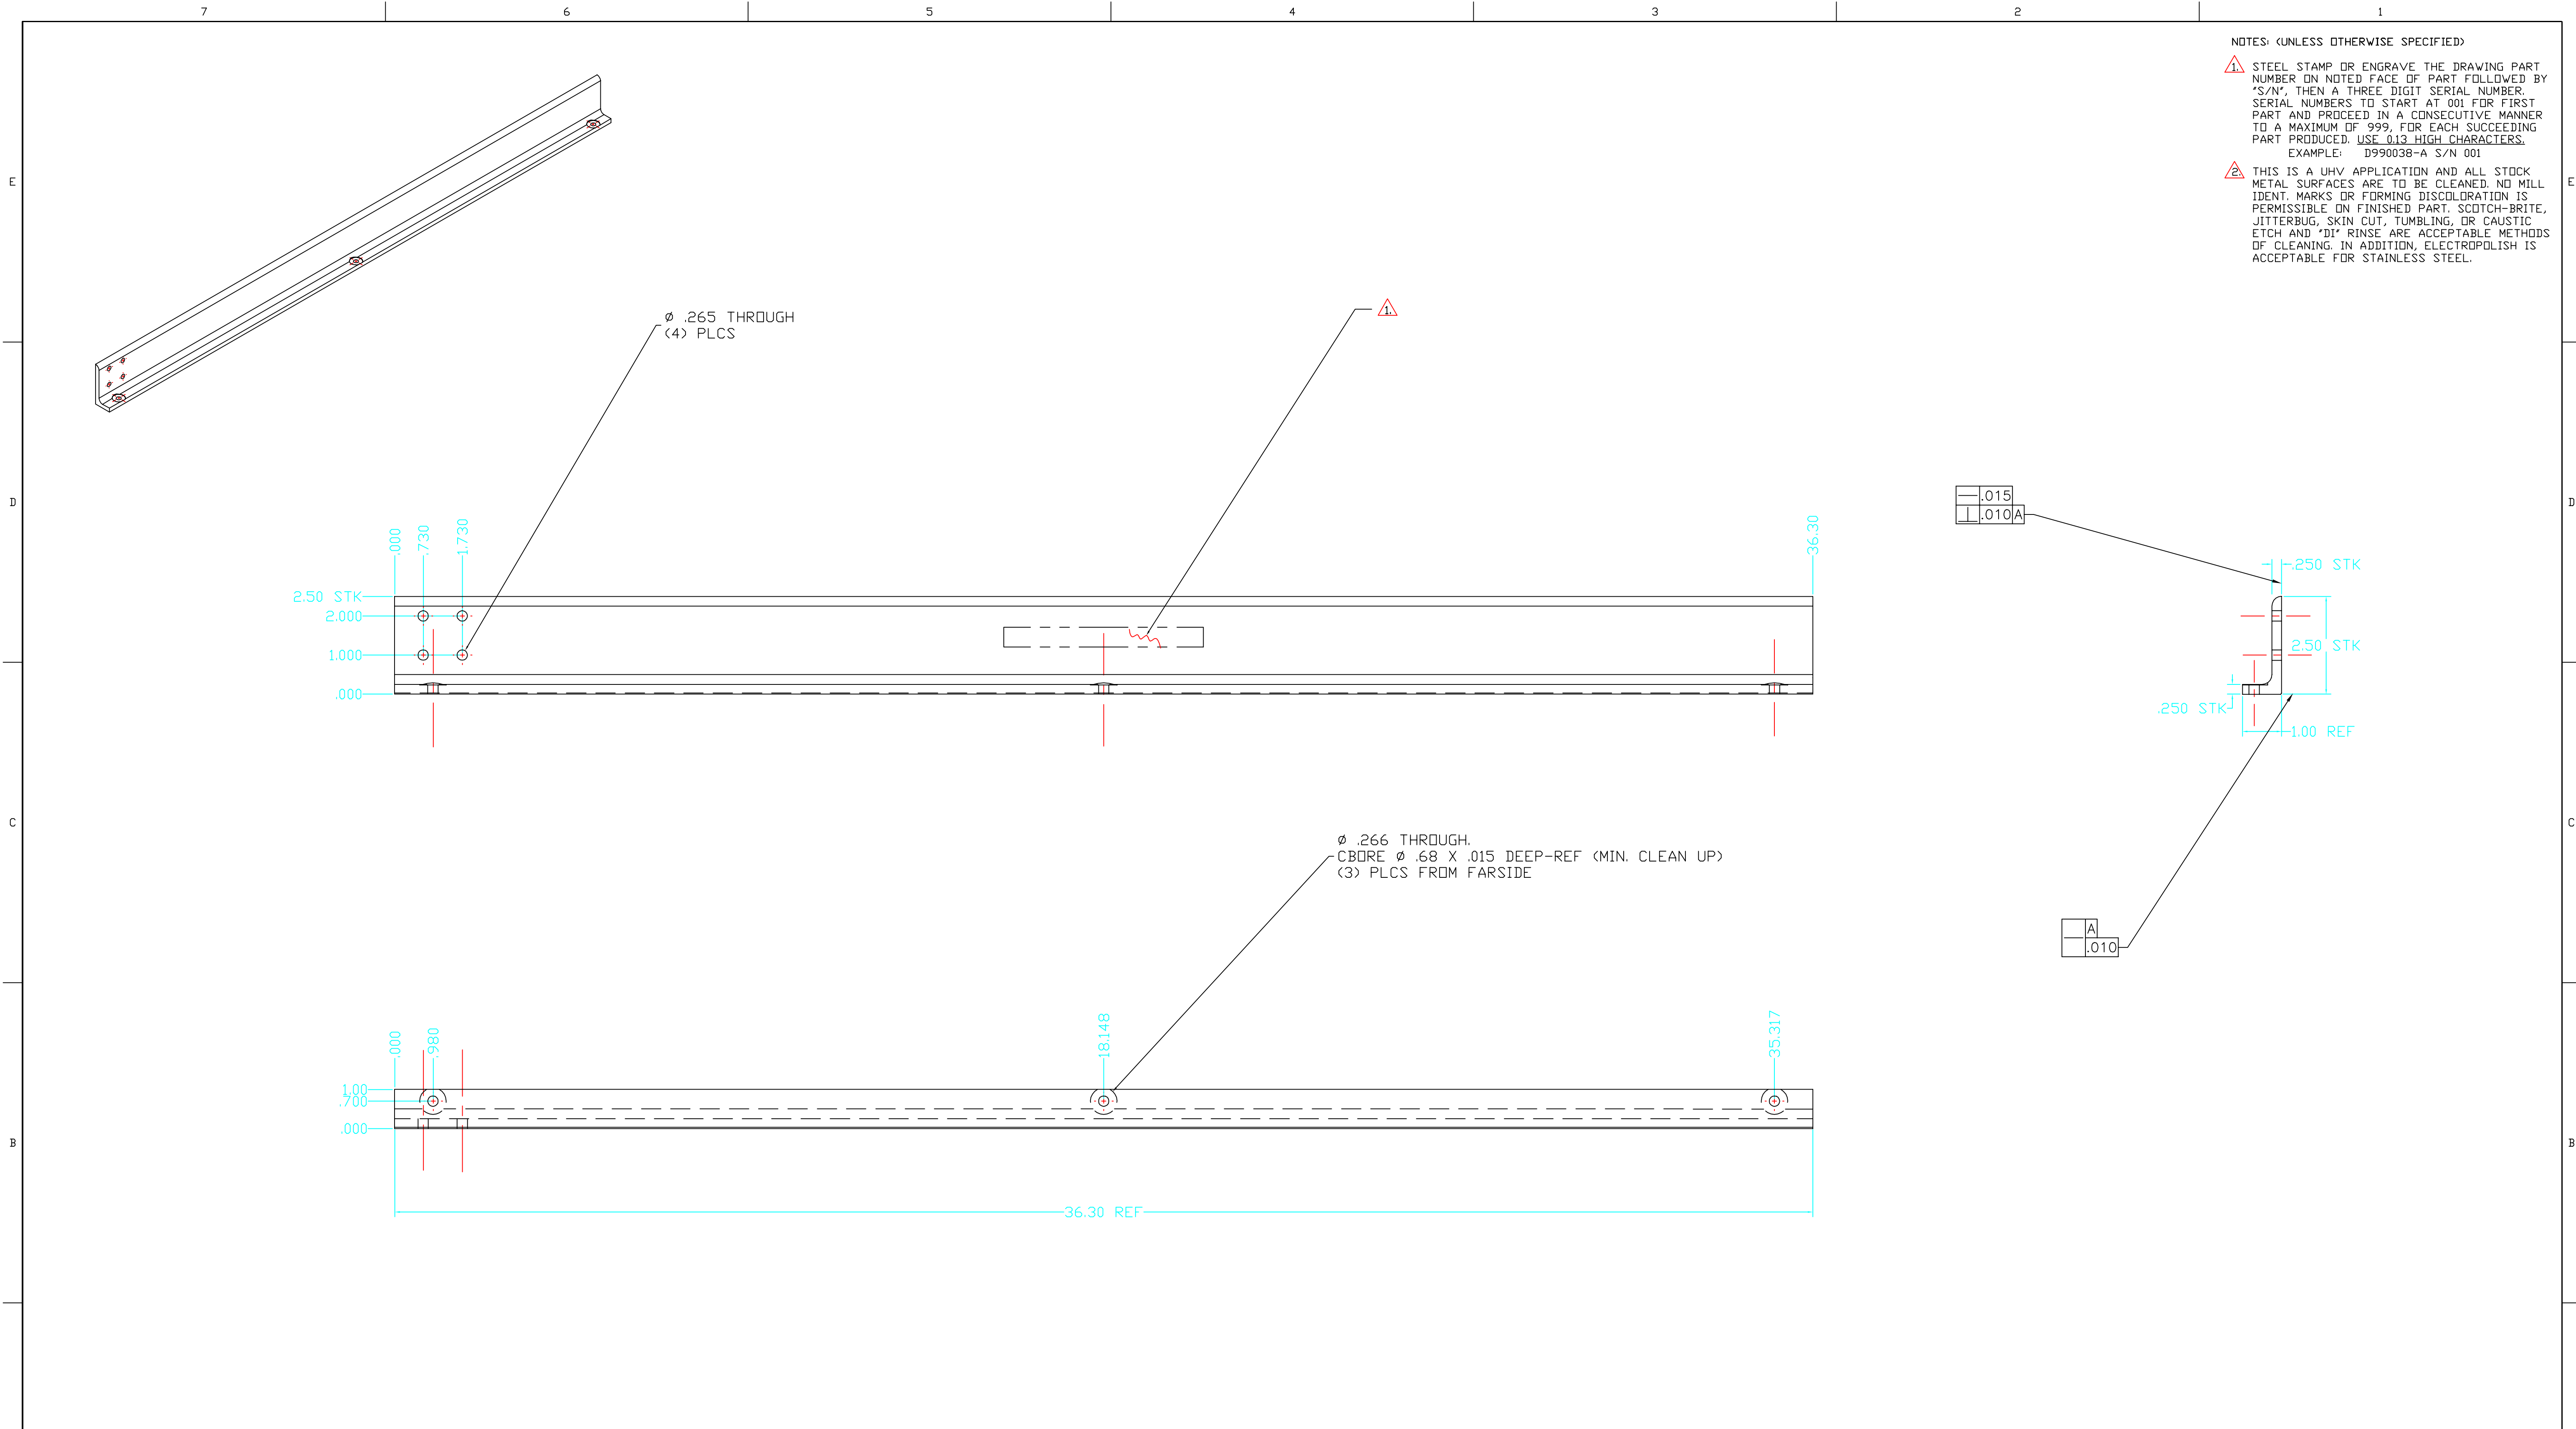 7 6 5 4 3 2 1
NOTES: (UNLESS OTHERWISE SPECIFIED)
1. STEEL STAMP OR ENGRAVE THE DRAWING PART
NUMBER ON NOTED FACE OF PART FOLLOWED BY
"S/N", THEN A THREE DIGIT SERIAL NUMBER.
SERIAL NUMBERS TO START AT 001 FOR FIRST
PART AND PROCEED IN A CONSECUTIVE MANNER
TO A MAXIMUM OF 999, FOR EACH SUCCEEDING
PART PRODUCED. USE 0.13 HIGH CHARACTERS.
EXAMPLE: D990038-A S/N 001
2. THIS IS A UHV APPLICATION AND ALL STOCK
METAL SURFACES ARE TO BE CLEANED. NO MILL
IDENT. MARKS OR FORMING DISCOLORATION IS
PERMISSIBLE ON FINISHED PART. SCOTCH-BRITE,
JITTERBUG, SKIN CUT, TUMBLING, OR CAUSTIC
ETCH AND "DI" RINSE ARE ACCEPTABLE METHODS
OF CLEANING. IN ADDITION, ELECTROPOLISH IS
ACCEPTABLE FOR STAINLESS STEEL.
E E
Ø .265 THROUGH
(4) PLCS
1.
D D
.015
.010 A
.000 .730 1.730 36.30
2.50 STK
2.000
1.000
.000
.250 STK
2.50 STK
.250 STK
1.00 REF
C C
Ø .266 THROUGH.
CBORE Ø .68 X .015 DEEP-REF (MIN. CLEAN UP)
(3) PLCS FROM FARSIDE
A
.010
.000 .980 18.148 35.317
1.00
.700
.000
B B
36.30 REF